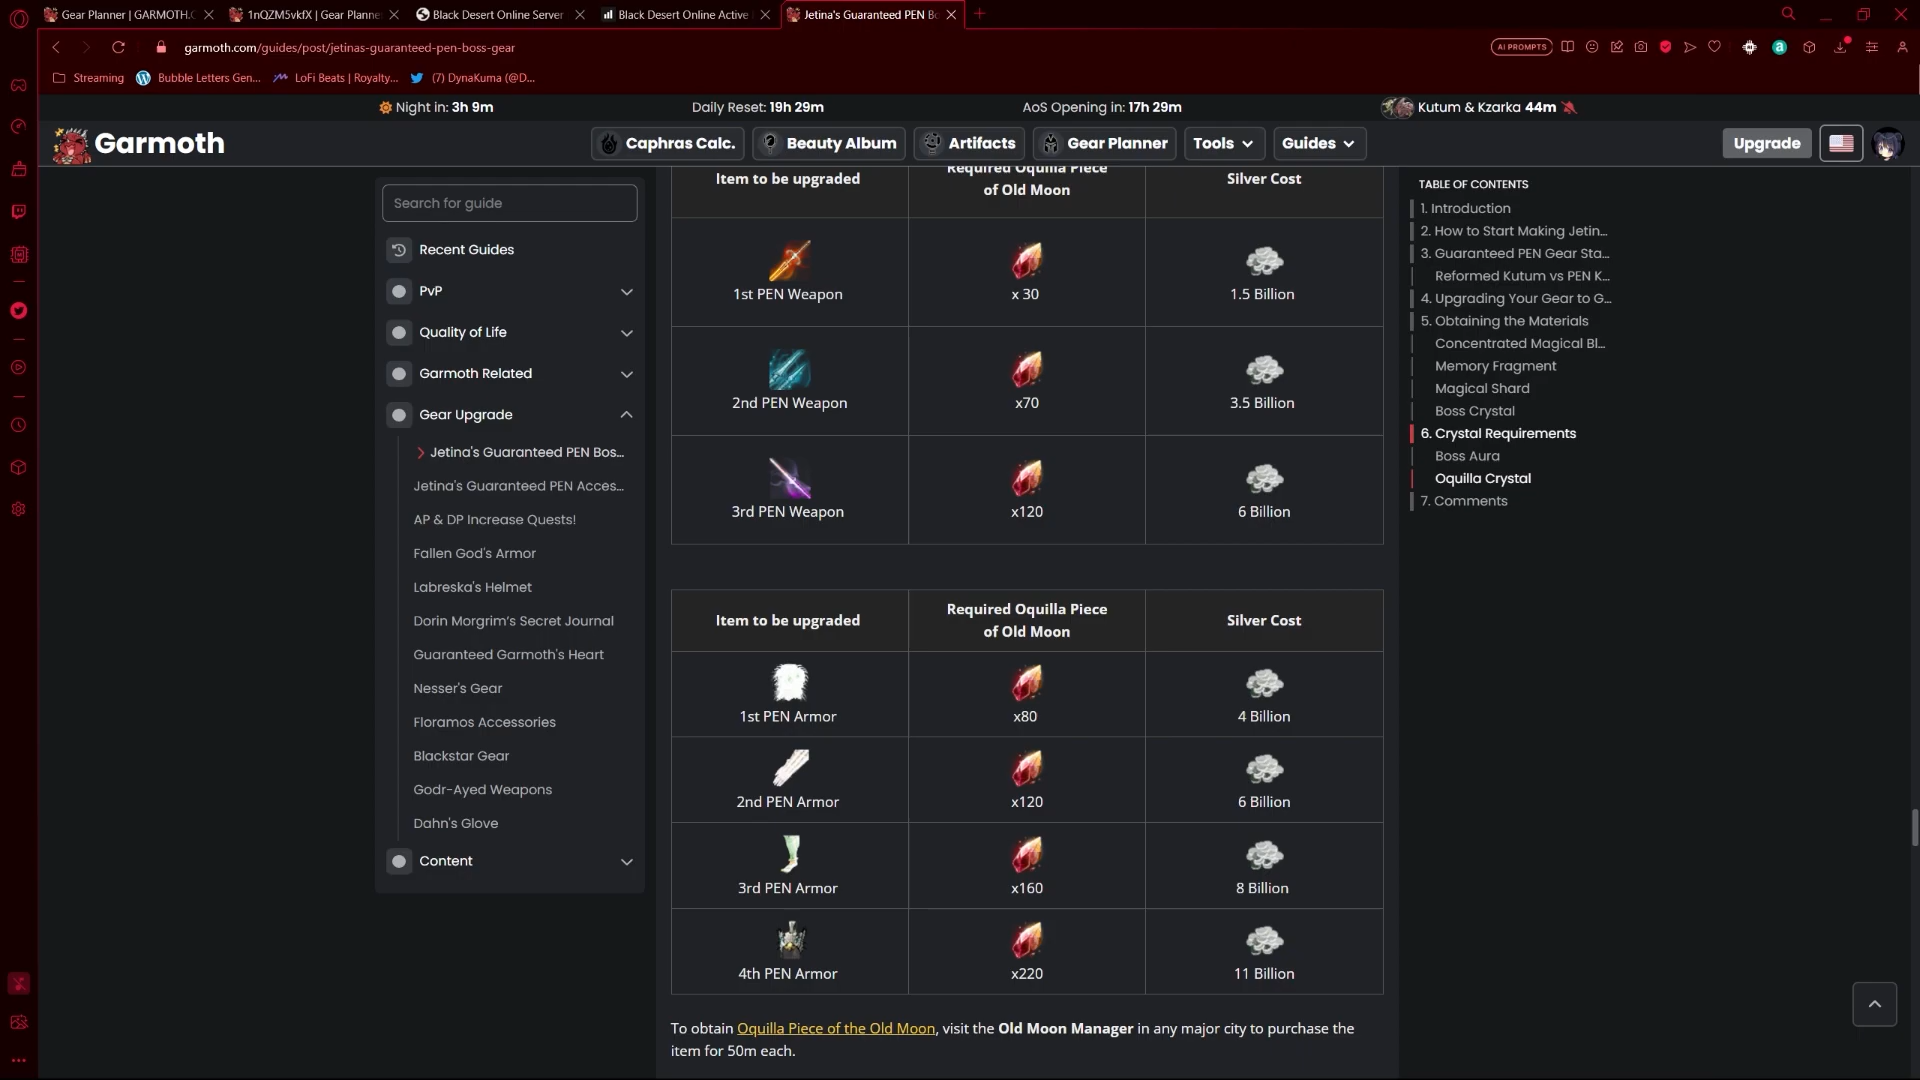 Gear Planner | GARMOTH.C
1nQZM5vkfX | Gear Planne
Black Desert Online Server
Black Desert Online Active
Jetina's Guaranteed PEN Bo
garmoth.com/guides/post/jetinas-guaranteed-pen-boss-gear
AI PROMPTS
Streaming
Bubble Letters Gen...
LoFi Beats | Royalty...
(7) DynaKuma (@D...
Night in: 3h 9m
Daily Reset: 19h 29m
AoS Opening in: 17h 29m
Kutum & Kzarka 44m
Garmoth
Caphras Calc.
Beauty Album
Artifacts
Gear Planner
Tools
Guides
Upgrade
Search for guide
Recent Guides
PvP
Quality of Life
Garmoth Related
Gear Upgrade
Jetina's Guaranteed PEN Bos...
Jetina's Guaranteed PEN Acces...
AP & DP Increase Quests!
Fallen God's Armor
Labreska's Helmet
Dorin Morgrim's Secret Journal
Guaranteed Garmoth's Heart
Nesser's Gear
Floramos Accessories
Blackstar Gear
Godr-Ayed Weapons
Dahn's Glove
Content
Item to be upgraded
Required Oquilla Piece
of Old Moon
Silver Cost
1st PEN Weapon
x 30
1.5 Billion
2nd PEN Weapon
x70
3.5 Billion
3rd PEN Weapon
x120
6 Billion
Item to be upgraded
Required Oquilla Piece
of Old Moon
Silver Cost
1st PEN Armor
x80
4 Billion
2nd PEN Armor
x120
6 Billion
3rd PEN Armor
x160
8 Billion
4th PEN Armor
x220
11 Billion
To obtain Oquilla Piece of the Old Moon, visit the Old Moon Manager in any major city to purchase the
item for 50m each.
TABLE OF CONTENTS
1. Introduction
2. How to Start Making Jetin...
3. Guaranteed PEN Gear Sta...
Reformed Kutum vs PEN K...
4. Upgrading Your Gear to G...
5. Obtaining the Materials
Concentrated Magical Bl...
Memory Fragment
Magical Shard
Boss Crystal
6. Crystal Requirements
Boss Aura
Oquilla Crystal
7. Comments